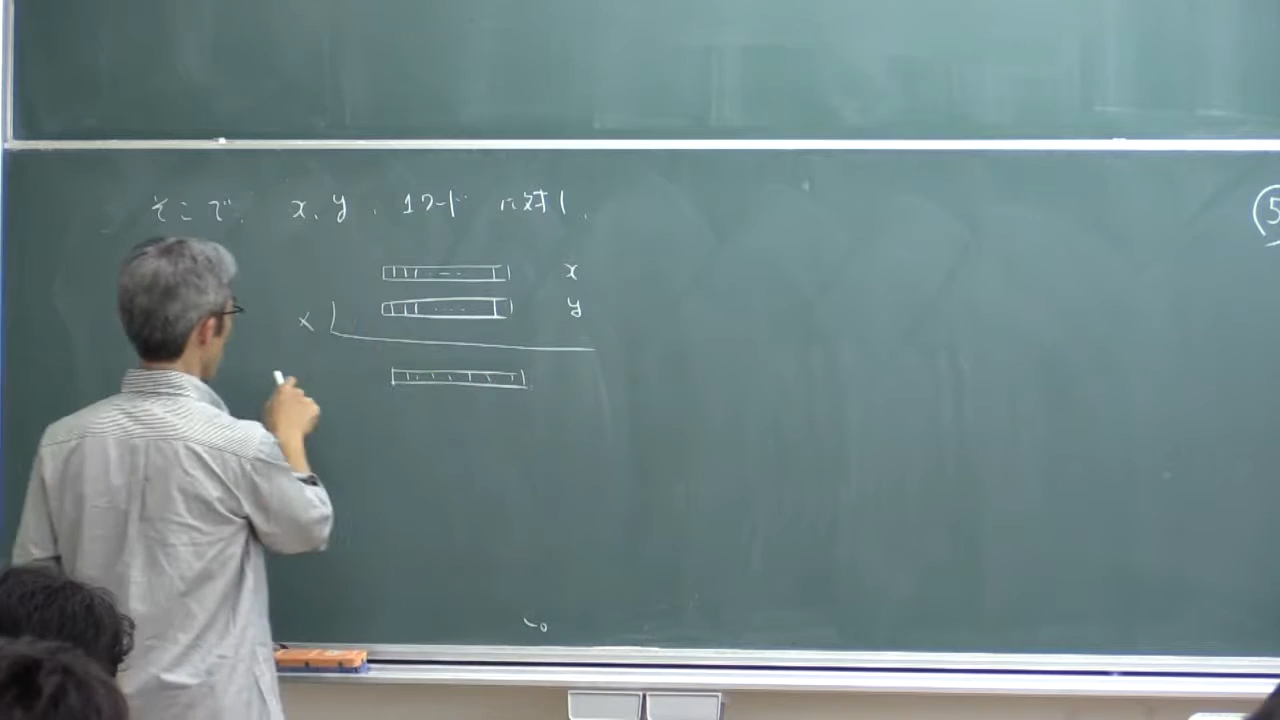 そこで、x、y、1ワード に対し、
x
× y
⑤